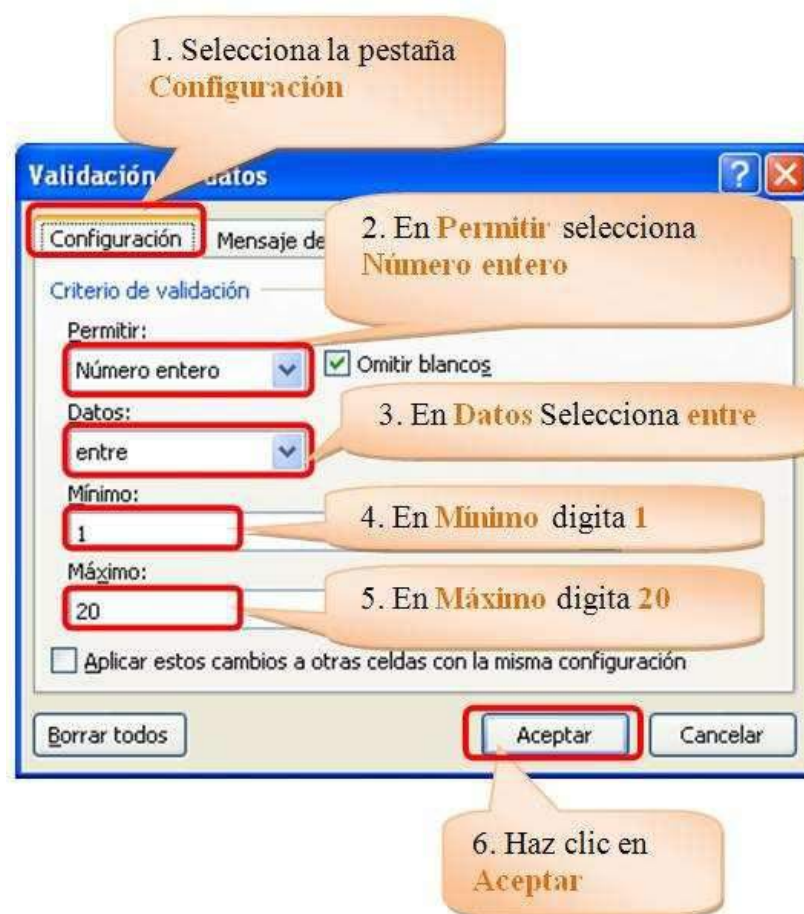 1. Selecciona la pestaña
Configuración
Validación datos
Configuración
Mensaje de
2. En Permitir selecciona
Número entero
Criterio de validación
Permitir:
Número entero
Omitir blancos
Datos:
3. En Datos Selecciona entre
entre
Mínimo:
4. En Mínimo digita 1
1
Máximo:
5. En Máximo digita 20
20
Aplicar estos cambios a otras celdas con la misma configuración
Borrar todos
Aceptar
Cancelar
6. Haz clic en
Aceptar